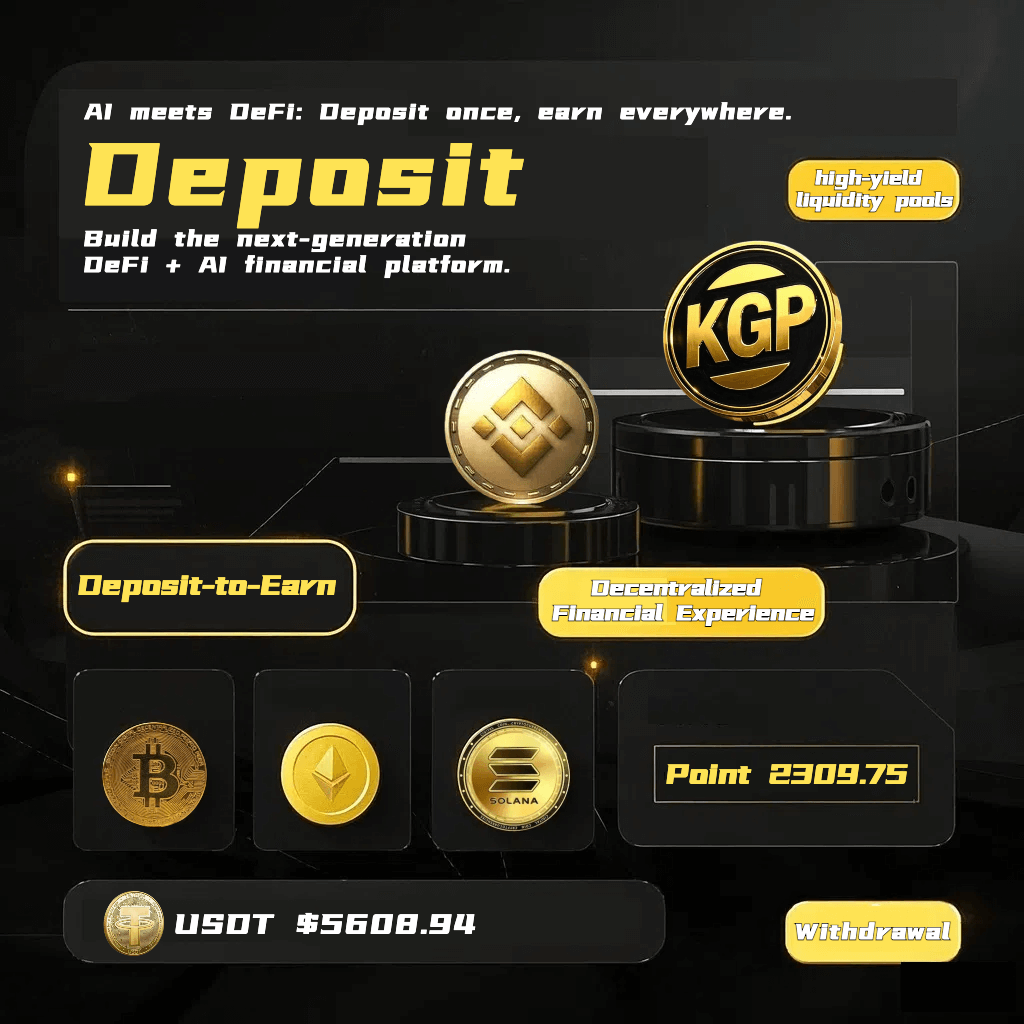 AI meets DeFi: Deposit once, earn everywhere.
Deposit
high-yield
liquidity pools
Build the next-generation
DeFi + AI financial platform.
KGP
Deposit-to-Earn
Decentralized
Financial Experience
SOLANA
Point 2309.75
USDT $5608.94
Withdrawal